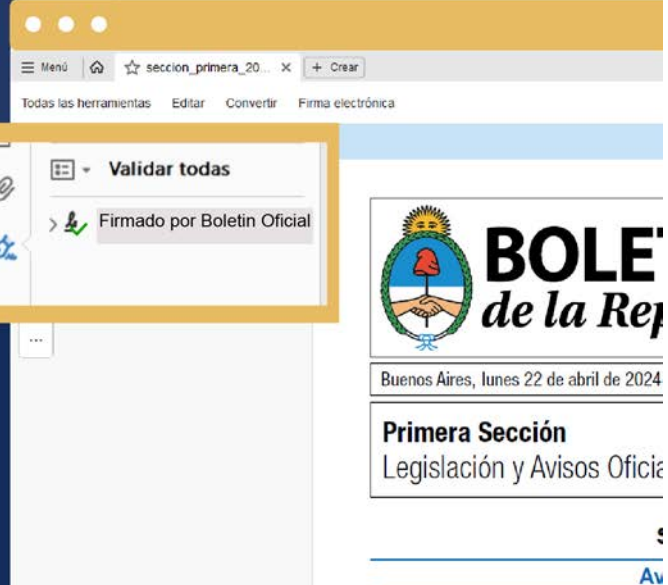 Menú seccion_primera_20... × + Crear
Todas las herramientas Editar Convertir Firma electrónica
Validar todas
Firmado por Boletin Oficial
...
BOLET
de la Rep
Buenos Aires, lunes 22 de abril de 2024
Primera Sección
Legislación y Avisos Oficia
Av